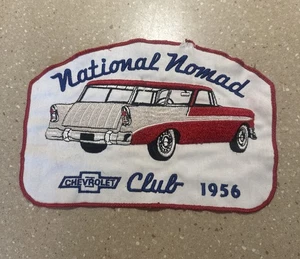 National Nomad
CHEVROLET Club 1956